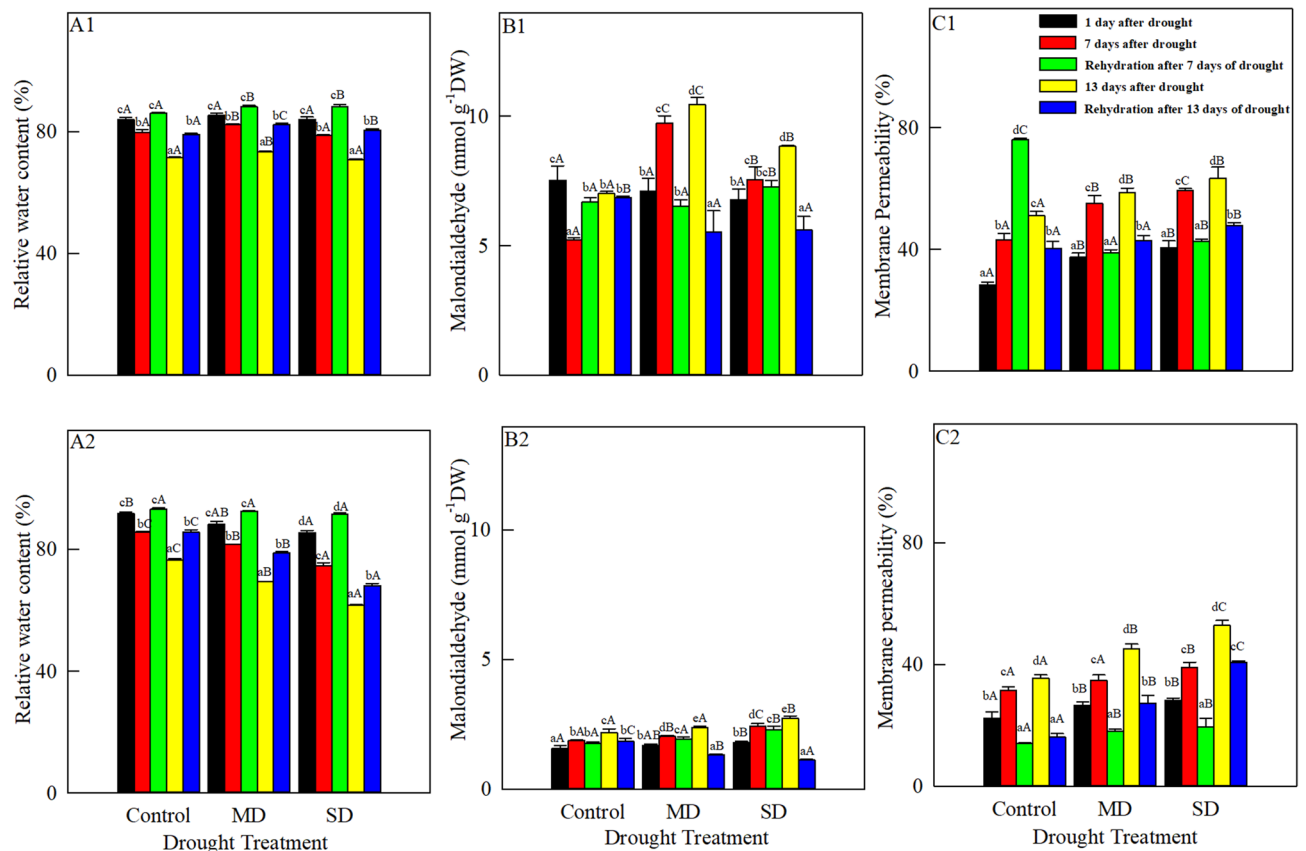 A1
Relative water content (%)
80
40
0
cA
bA
cA
aA
bA
cA
bB
cB
aB
bC
cA
bA
cB
aA
bB
B1
Malondialdehyde (mmol g-1DW)
10
5
0
cA
aA
bA
bA
bB
bA
cC
bA
dC
aA
bA
cB
bcB
dB
aA
C1
1 day after drought
7 days after drought
Rehydration after 7 days of drought
13 days after drought
Rehydration after 13 days of drought
Membrane Permeability (%)
80
40
0
aA
bA
dC
cA
bA
aB
cB
aA
dB
bA
aB
cC
aB
dB
bB
A2
Relative water content (%)
80
40
0
cB
bC
cA
aC
bC
cAB
bB
cA
aB
bB
dA
cA
dA
aA
bA
Control
MD
SD
Drought Treatment
B2
Malondialdehyde (mmol g-1DW)
10
5
0
aA
bA
bA
cA
bC
bAB
dB
cA
eA
aB
bB
dC
cB
eB
aA
Control
MD
SD
Drought Treatment
C2
Membrane permeability (%)
80
40
0
bA
cA
aA
dA
aA
bB
cA
aB
dB
bB
bB
cB
aB
dC
cC
Control
MD
SD
Drought Treatment